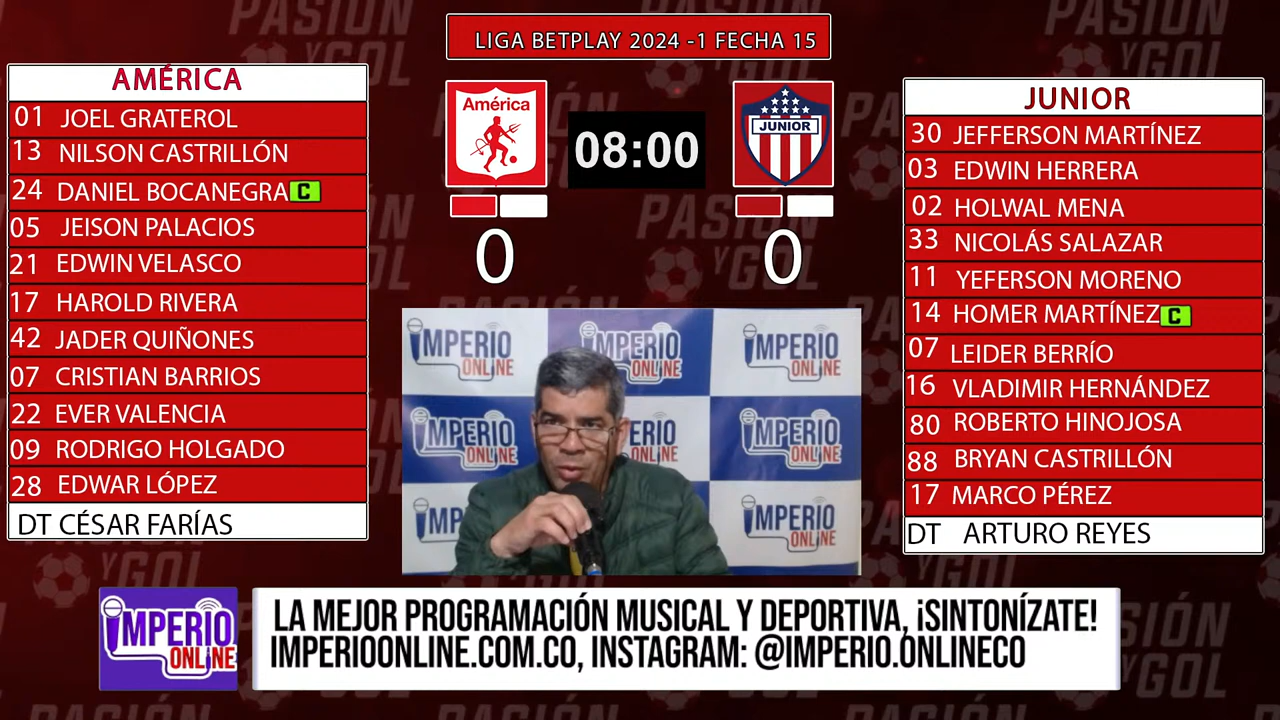 LIGA BETPLAY 2024 -1 FECHA 15
AMÉRICA
01 JOEL GRATEROL
13 NILSON CASTRILLÓN
24 DANIEL BOCANEGRA C
05 JEISON PALACIOS
21 EDWIN VELASCO
17 HAROLD RIVERA
42 JADER QUIÑONES
07 CRISTIAN BARRIOS
22 EVER VALENCIA
09 RODRIGO HOLGADO
28 EDWAR LÓPEZ
DT CÉSAR FARÍAS
América
08:00
JUNIOR
0 0
JUNIOR
30 JEFFERSON MARTÍNEZ
03 EDWIN HERRERA
02 HOLWAL MENA
33 NICOLÁS SALAZAR
11 YEFERSON MORENO
14 HOMER MARTÍNEZ C
07 LEIDER BERRÍO
16 VLADIMIR HERNÁNDEZ
80 ROBERTO HINOJOSA
88 BRYAN CASTRILLÓN
17 MARCO PÉREZ
DT ARTURO REYES
IMPERIO ONLINE
IMPERIO ONLINE
LA MEJOR PROGRAMACIÓN MUSICAL Y DEPORTIVA, ¡SINTONÍZATE!
IMPERIOONLINE.COM.CO, INSTAGRAM: @IMPERIO.ONLINECO
PASIÓN
Y GOL